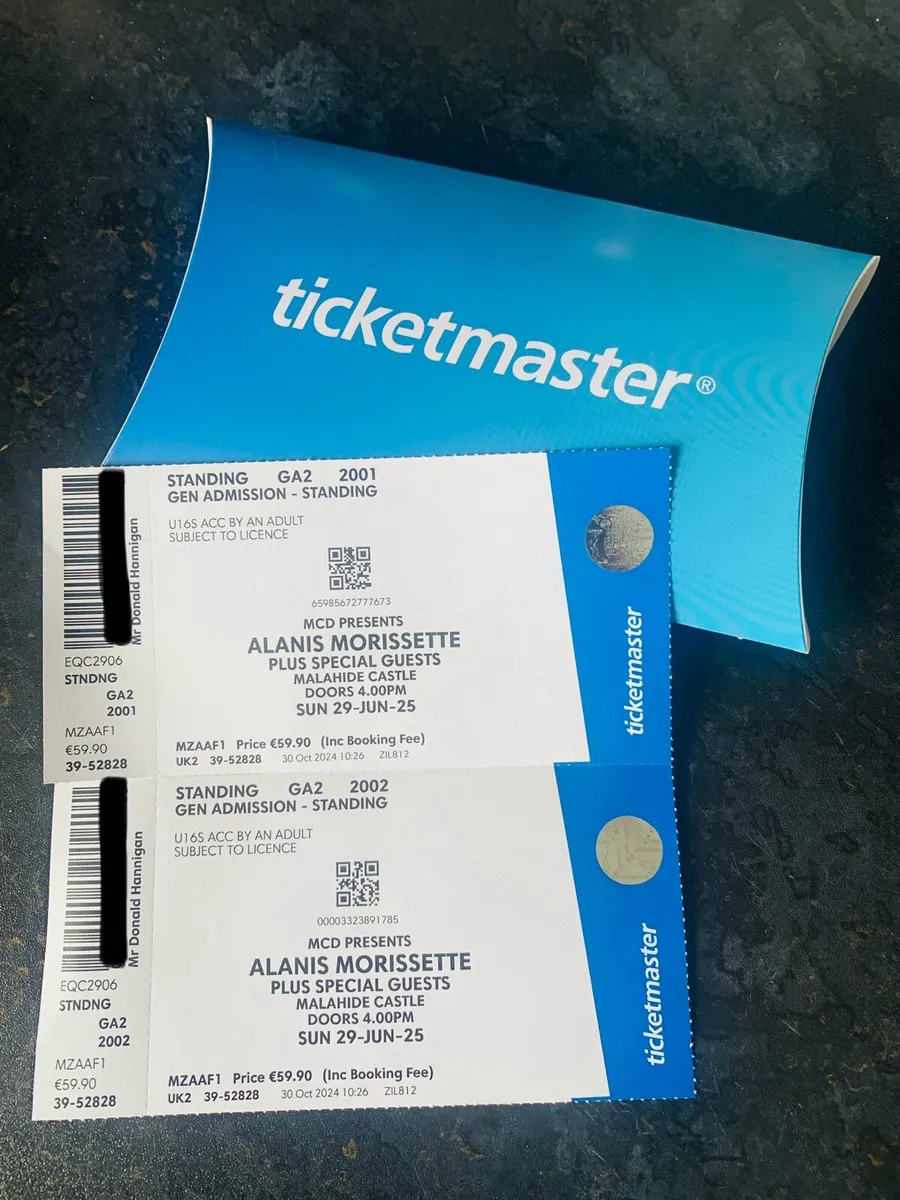 ticketmaster®
STANDING GA2 2001
GEN ADMISSION - STANDING
U16S ACC BY AN ADULT
SUBJECT TO LICENCE
65985672777673
MCD PRESENTS
ALANIS MORISSETTE
PLUS SPECIAL GUESTS
MALAHIDE CASTLE
DOORS 4.00PM
SUN 29-JUN-25
MZAAF1 Price €59.90 (Inc Booking Fee)
UK2 39-52828 30 Oct 2024 10:26 ZIL812
Mr Donald Hannigan
EQC2906
STNDNG
GA2
2001
MZAAF1
€59.90
39-52828
ticketmaster
STANDING GA2 2002
GEN ADMISSION - STANDING
U16S ACC BY AN ADULT
SUBJECT TO LICENCE
00003323891785
MCD PRESENTS
ALANIS MORISSETTE
PLUS SPECIAL GUESTS
MALAHIDE CASTLE
DOORS 4.00PM
SUN 29-JUN-25
MZAAF1 Price €59.90 (Inc Booking Fee)
UK2 39-52828 30 Oct 2024 10:26 ZIL812
Mr Donald Hannigan
EQC2906
STNDNG
GA2
2002
MZAAF1
€59.90
39-52828
ticketmaster